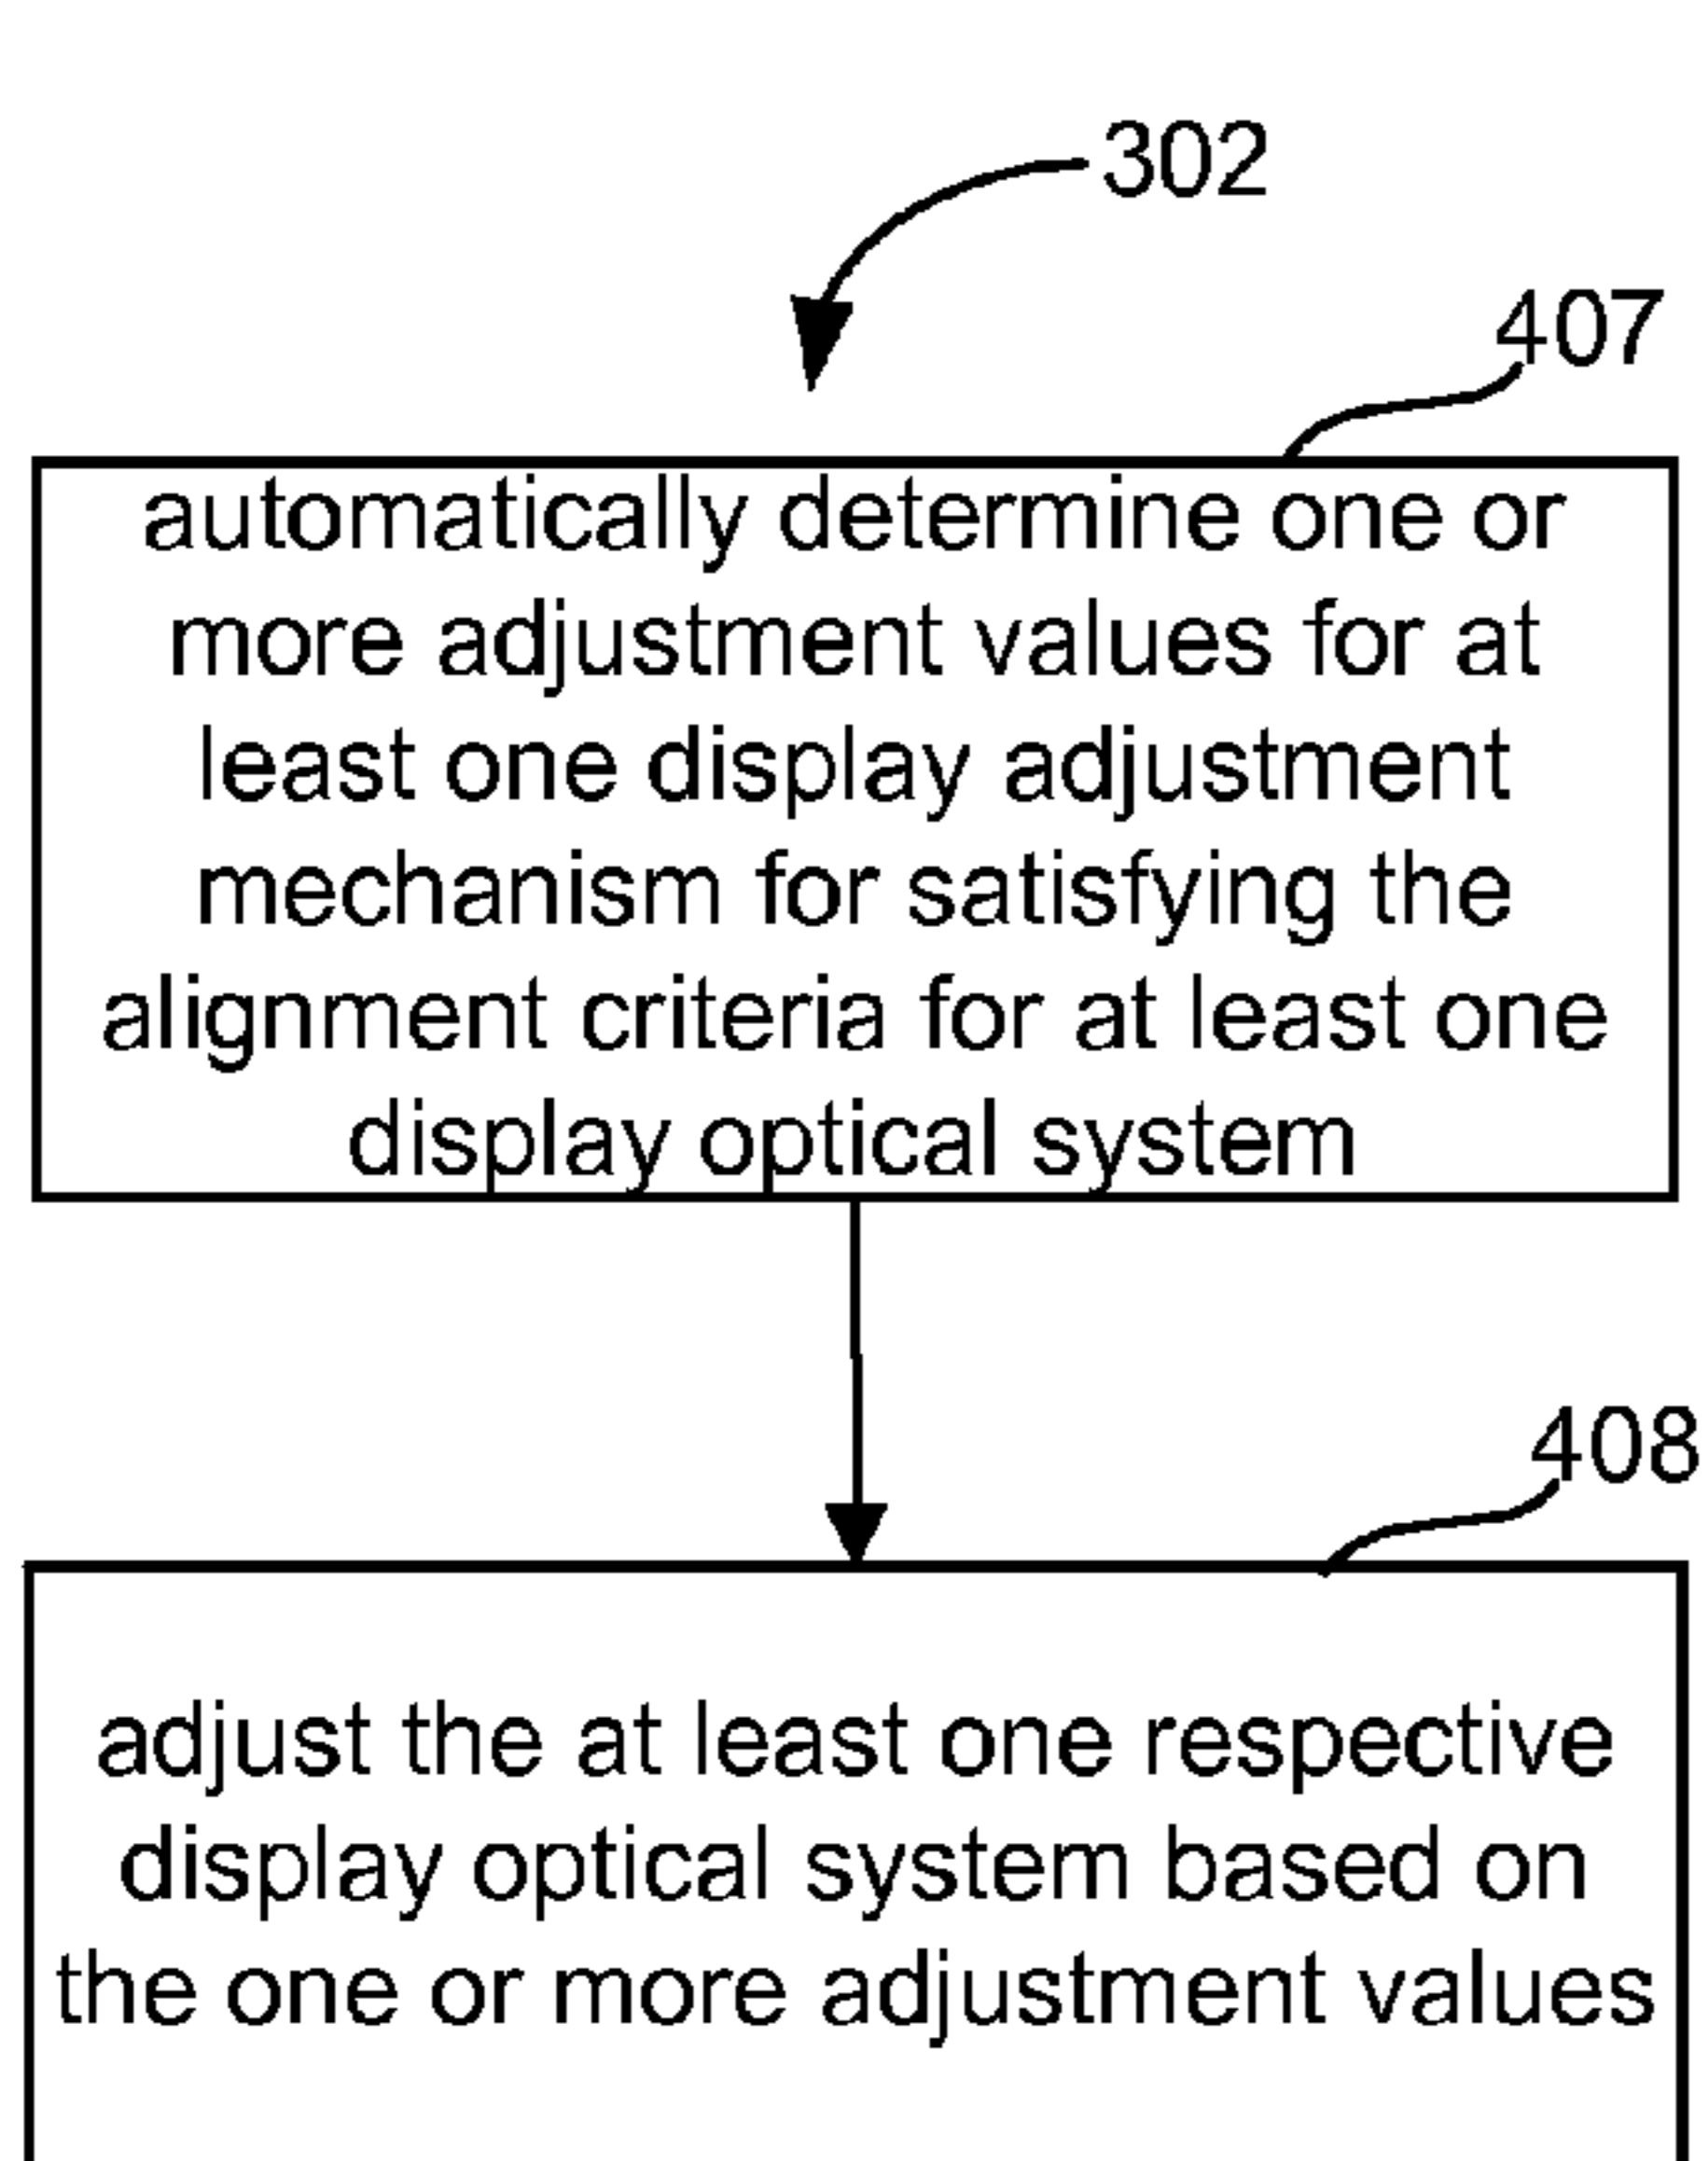 302
407
automatically determine one or
more adjustment values for at
least one display adjustment
mechanism for satisfying the
alignment criteria for at least one
display optical system
408
adjust the at least one respective
display optical system based on
the one or more adjustment values